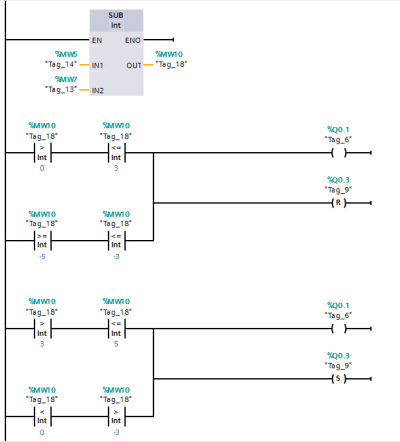 SUB
Int
EN ENO
%MW5 %MW10
"Tag_14" IN1 OUT "Tag_18"
%MW7
"Tag_13" IN2
%MW10 %MW10 %Q0.1
"Tag_18" "Tag_18" "Tag_6"
> <= ( )
Int Int
0 3
%Q0.3
"Tag_9"
(R)
%MW10 %MW10
"Tag_18" "Tag_18"
>= <=
Int Int
-5 -3
%MW10 %MW10 %Q0.1
"Tag_18" "Tag_18" "Tag_6"
> <= ( )
Int Int
3 5
%Q0.3
"Tag_9"
(S)
%MW10 %MW10
"Tag_18" "Tag_18"
< >
Int Int
0 -3